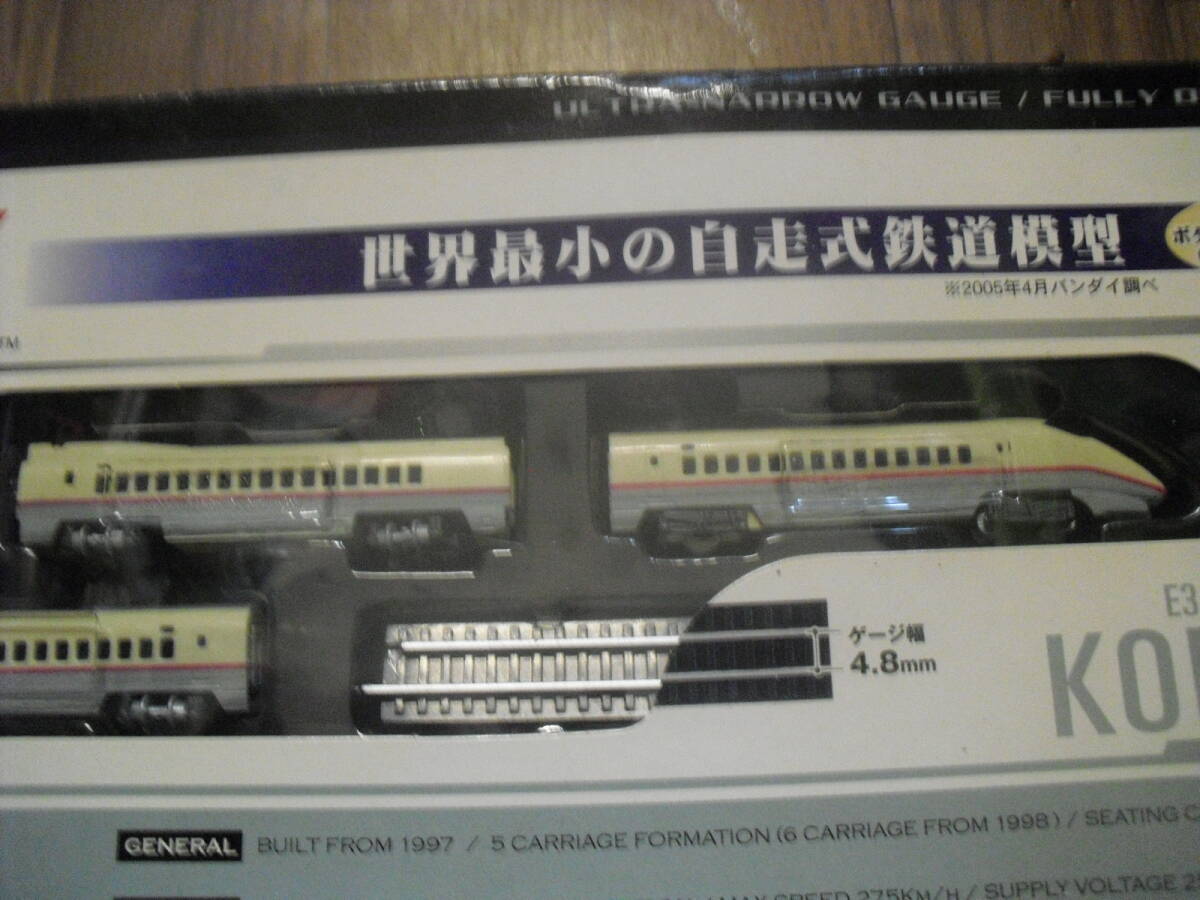 ULTRA NARROW GAUGE / FULLY
世界最小の自走式鉄道模型
※2005年4月バンダイ調べ
TM
ゲージ幅
4.8mm
E3
GENERAL BUILT FROM 1997 / 5 CARRIAGE FORMATION (6 CARRIAGE FROM 1998) / SEATING
MAX SPEED 275KM/H / SUPPLY VOLTAGE